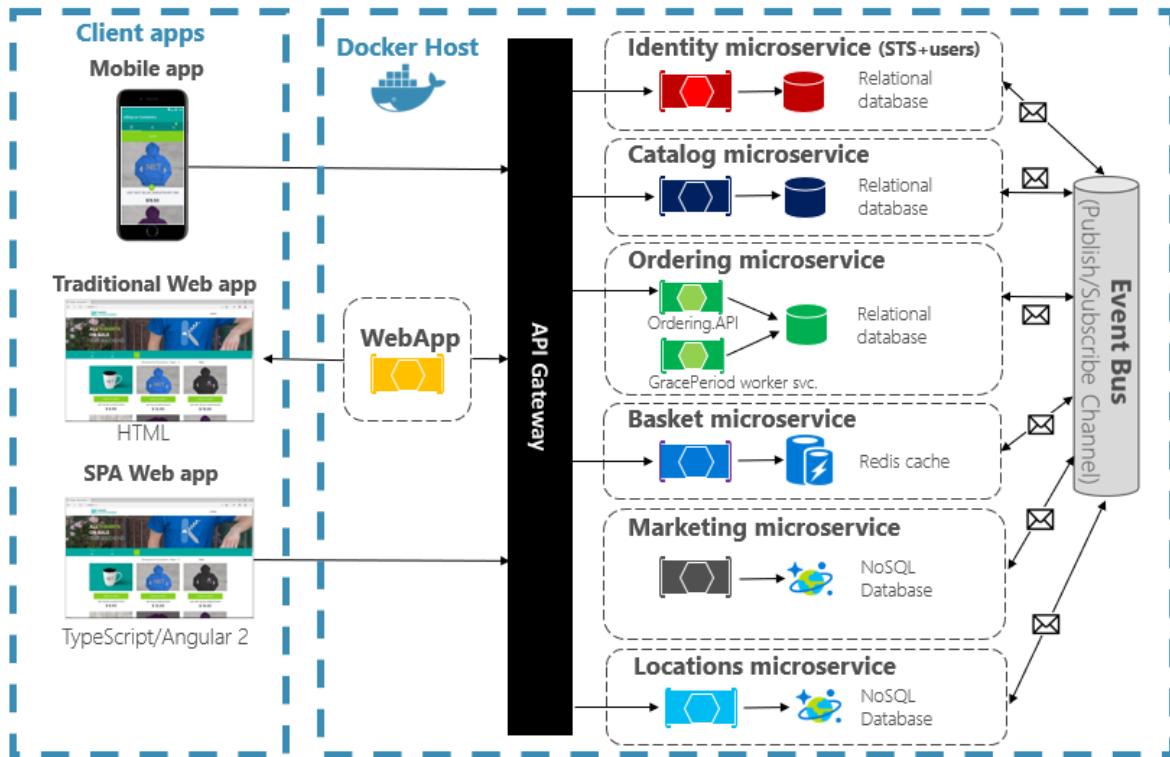 Client apps
Mobile app
Traditional Web app
HTML
SPA Web app
TypeScript/Angular 2
Docker Host
WebApp
API Gateway
Identity microservice (STS+users)
Relational
database
Catalog microservice
Relational
database
Ordering microservice
Ordering.API
GracePeriod worker svc.
Relational
database
Basket microservice
Redis cache
Marketing microservice
NoSQL
Database
Locations microservice
NoSQL
Database
Event Bus
(Publish/Subscribe Channel)